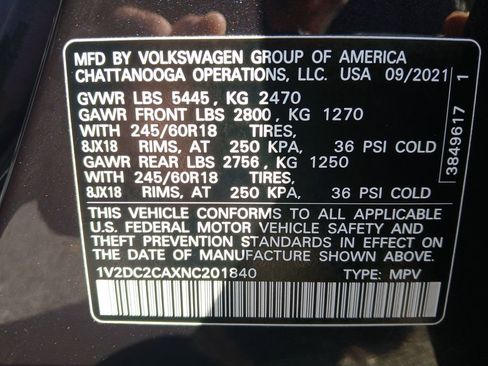 MFD BY VOLKSWAGEN GROUP OF AMERICA
CHATTANOOGA OPERATIONS, LLC. USA 09/2021
GVWR LBS 5445, KG 2470
GAWR FRONT LBS 2800, KG 1270
WITH 245/60R18 TIRES,
8JX18 RIMS, AT 250 KPA, 36 PSI COLD
GAWR REAR LBS 2756, KG 1250
WITH 245/60R18 TIRES,
8JX18 RIMS, AT 250 KPA, 36 PSI COLD
THIS VEHICLE CONFORMS TO ALL APPLICABLE
U.S. FEDERAL MOTOR VEHICLE SAFETY AND
THEFT PREVENTION STANDARDS IN EFFECT ON
THE DATE OF MANUFACTURE SHOWN ABOVE.
1V2DC2CAXNC201840 TYPE: MPV
3849617 1